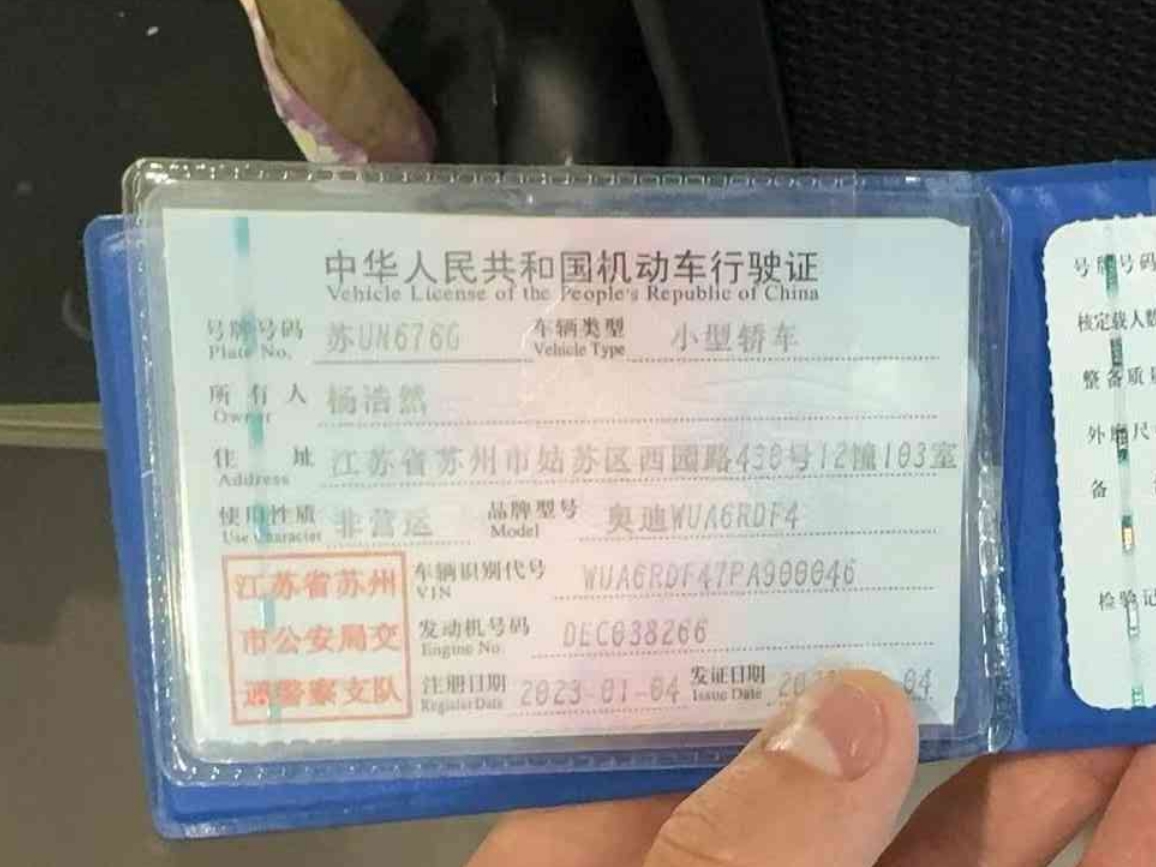 中华人民共和国机动车行驶证
Vehicle License of the People's Republic of China
号牌号码 苏UN676G 车辆类型 小型轿车
Plate No. Vehicle Type
所有人 杨浩然
Owner
住址 江苏省苏州市姑苏区西园路430号12幢103室
Address
使用性质 非营运 品牌型号 奥迪WUA6RDF4
Use Character Model
江苏省苏州
市公安局交
通警察支队
车辆识别代号 WUA6RDF47PA900046
VIN
发动机号码 DEC038266
Engine No.
注册日期 2023-01-04 发证日期 04
Register Date Issue Date
号牌号码
核定载人数
整备质量
外廓尺
备
检验记